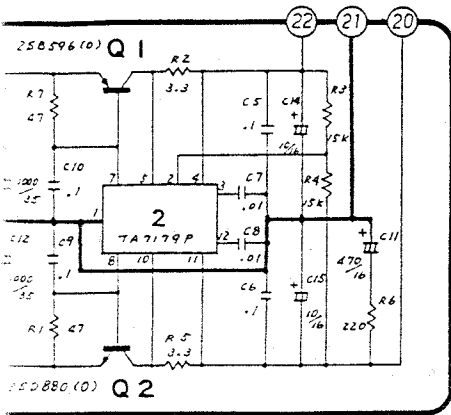 22 21 20
2SB596(O) Q1
R2
3.3
R7
47
C5
.1
C14
10/16
R3
15K
C10
.1
1000/35
7 5 2 4
3 C7
.01
R4
15K
1
2
TA7179P
12 C8
.01
C12
C9
.1
1000/35
8 10 11
C6
.1
C15
10/16
C11
470/16
R6
220
R1 47
R5
3.3
2SD880(O) Q2